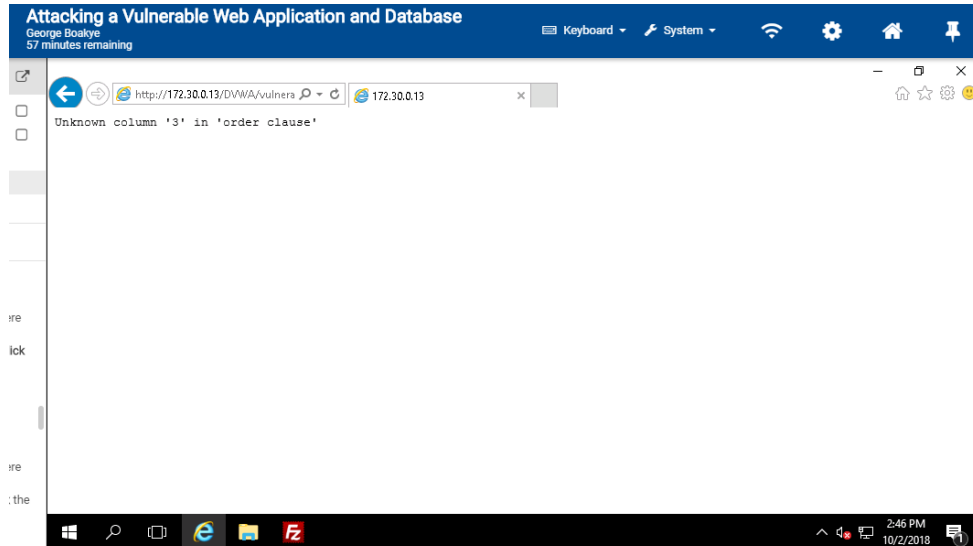 Attacking a Vulnerable Web Application and Database
George Boakye
57 minutes remaining
Keyboard
System
http://172.30.0.13/DVWA/vulnera
172.30.0.13
Unknown column '3' in 'order clause'
ere
ick
ere
the
2:46 PM
10/2/2018
1